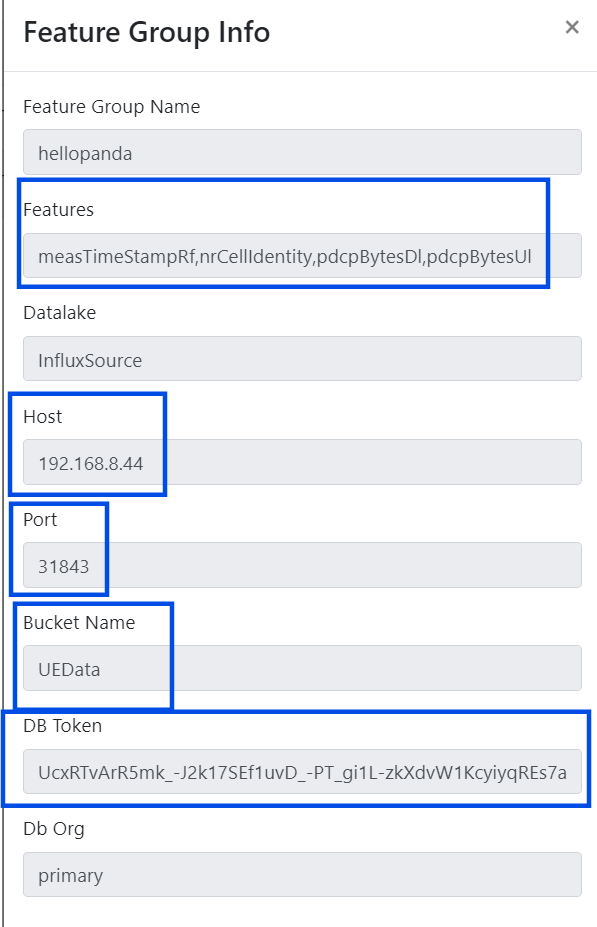 Feature Group Info
×
Feature Group Name
hellopanda
Features
measTimeStampRf,nrCellIdentity,pdcpBytesDl,pdcpBytesUl
Datalake
InfluxSource
Host
192.168.8.44
Port
31843
Bucket Name
UEData
DB Token
UcxRTvArR5mk_-J2k17SEf1uvD_-PT_gi1L-zkXdvW1KcyiyqREs7a
Db Org
primary